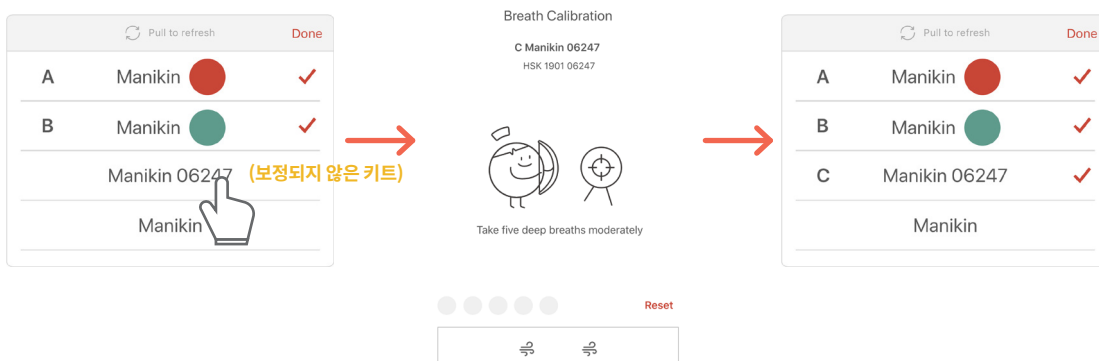 Pull to refresh Done
A Manikin
B Manikin
Manikin 06247 (보정되지 않은 키트)
Manikin
Breath Calibration
C Manikin 06247
HSK 1901 06247
Take five deep breaths moderately
Reset
Pull to refresh Done
A Manikin
B Manikin
C Manikin 06247
Manikin